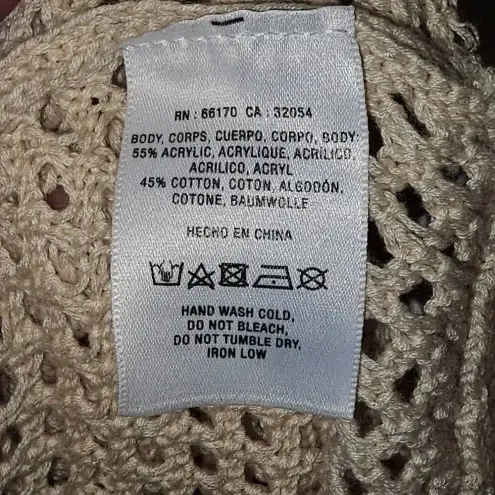 RN : 66170 CA : 32054
BODY, CORPS, CUERPO, CORPO, BODY:
55% ACRYLIC, ACRYLIQUE, ACRÍLICO,
ACRILICO, ACRYL
45% COTTON, COTON, ALGODÓN,
COTONE, BAUMWOLLE
HECHO EN CHINA
HAND WASH COLD,
DO NOT BLEACH,
DO NOT TUMBLE DRY,
IRON LOW